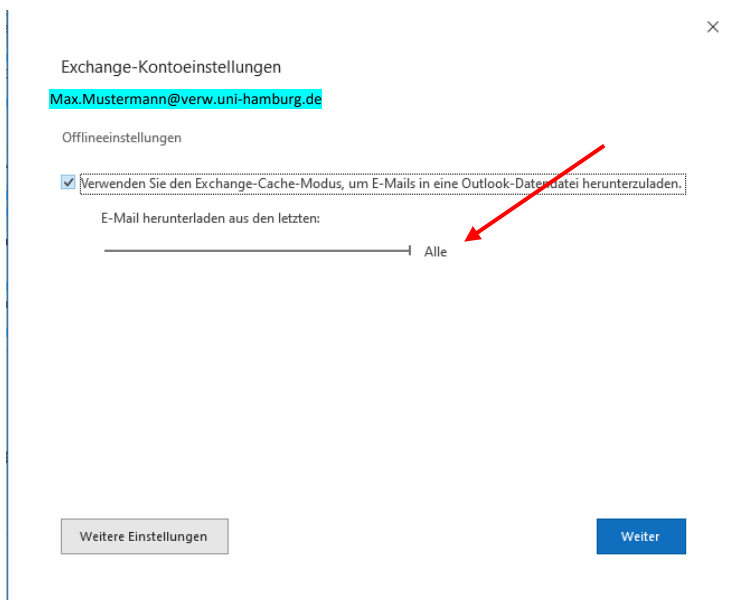 Exchange-Kontoeinstellungen
Max.Mustermann@verw.uni-hamburg.de
Offlineeinstellungen
Verwenden Sie den Exchange-Cache-Modus, um E-Mails in eine Outlook-Datendatei herunterzuladen.
E-Mail herunterladen aus den letzten:
Alle
Weitere Einstellungen
Weiter